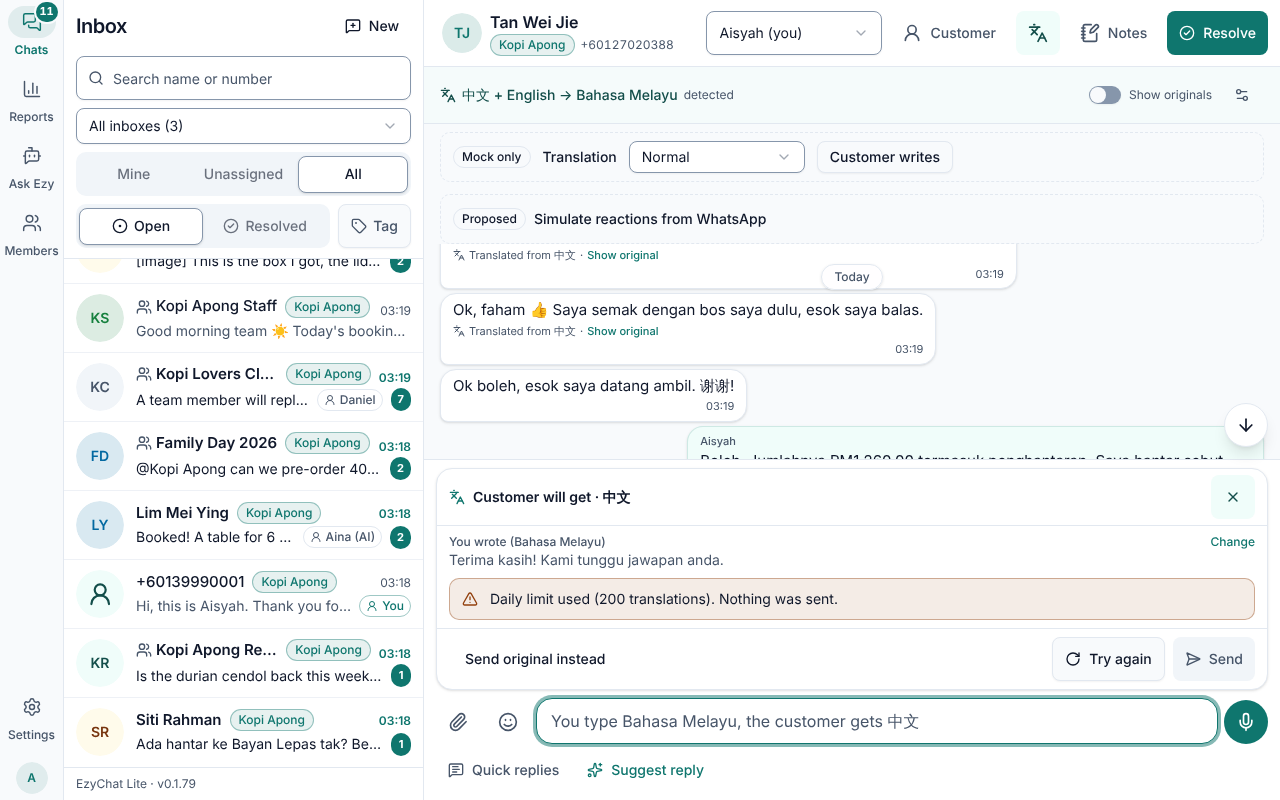 11
Chats
Reports
Ask Ezy
Members
Settings
A
Inbox
New
Search name or number
All inboxes (3)
Mine
Unassigned
All
Open
Resolved
Tag
[Image] This is the box I got, the lid...
2
KS
Kopi Apong Staff
Kopi Apong
03:19
Good morning team ☀️ Today's bookin...
KC
Kopi Lovers Cl...
Kopi Apong
03:19
A team member will repl...
Daniel
7
FD
Family Day 2026
Kopi Apong
03:18
@Kopi Apong can we pre-order 40...
2
LY
Lim Mei Ying
Kopi Apong
03:18
Booked! A table for 6 ...
Aina (AI)
2
+60139990001
Kopi Apong
03:18
Hi, this is Aisyah. Thank you fo...
You
KR
Kopi Apong Re...
Kopi Apong
03:18
Is the durian cendol back this week...
1
SR
Siti Rahman
Kopi Apong
03:18
Ada hantar ke Bayan Lepas tak? Be...
1
EzyChat Lite · v0.1.79
TJ
Tan Wei Jie
Kopi Apong
+60127020388
Aisyah (you)
Customer
Notes
Resolve
中文 + English → Bahasa Melayu detected
Show originals
Mock only
Translation
Normal
Customer writes
Proposed
Simulate reactions from WhatsApp
Translated from 中文 · Show original
03:19
Today
Ok, faham 👍 Saya semak dengan bos saya dulu, esok saya balas.
Translated from 中文 · Show original
03:19
Ok boleh, esok saya datang ambil. 谢谢!
03:19
Aisyah
Boleh. Jumlahnya RM1,260.00 termasuk penghantaran. Saya hantar sebut
Customer will get · 中文
You wrote (Bahasa Melayu)
Change
Terima kasih! Kami tunggu jawapan anda.
Daily limit used (200 translations). Nothing was sent.
Send original instead
Try again
Send
You type Bahasa Melayu, the customer gets 中文
Quick replies
Suggest reply